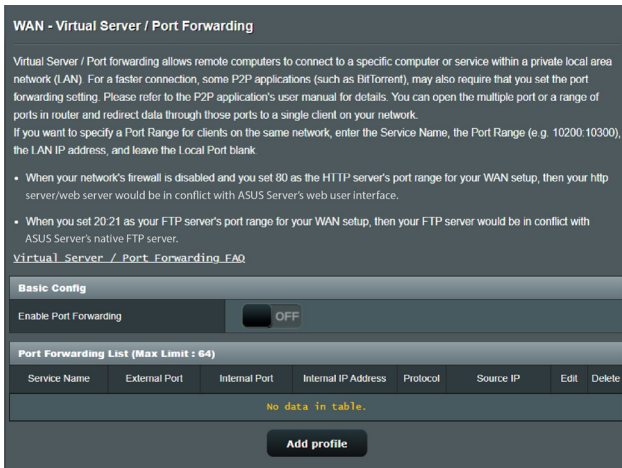 WAN - Virtual Server / Port Forwarding
Virtual Server / Port forwarding allows remote computers to connect to a specific computer or service within a private local area
network (LAN). For a faster connection, some P2P applications (such as BitTorrent), may also require that you set the port
forwarding setting. Please refer to the P2P application's user manual for details. You can open the multiple port or a range of
ports in router and redirect data through those ports to a single client on your network.
If you want to specify a Port Range for clients on the same network, enter the Service Name, the Port Range (e.g. 10200:10300),
the LAN IP address, and leave the Local Port blank.
• When your network's firewall is disabled and you set 80 as the HTTP server's port range for your WAN setup, then your http
server/web server would be in conflict with ASUS Server's web user interface.
• When you set 20:21 as your FTP server's port range for your WAN setup, then your FTP server would be in conflict with
ASUS Server's native FTP server.
Virtual Server / Port Forwarding FAQ
Basic Config
Enable Port Forwarding OFF
Port Forwarding List (Max Limit : 64)
Service Name External Port Internal Port Internal IP Address Protocol Source IP Edit Delete
No data in table.
Add profile